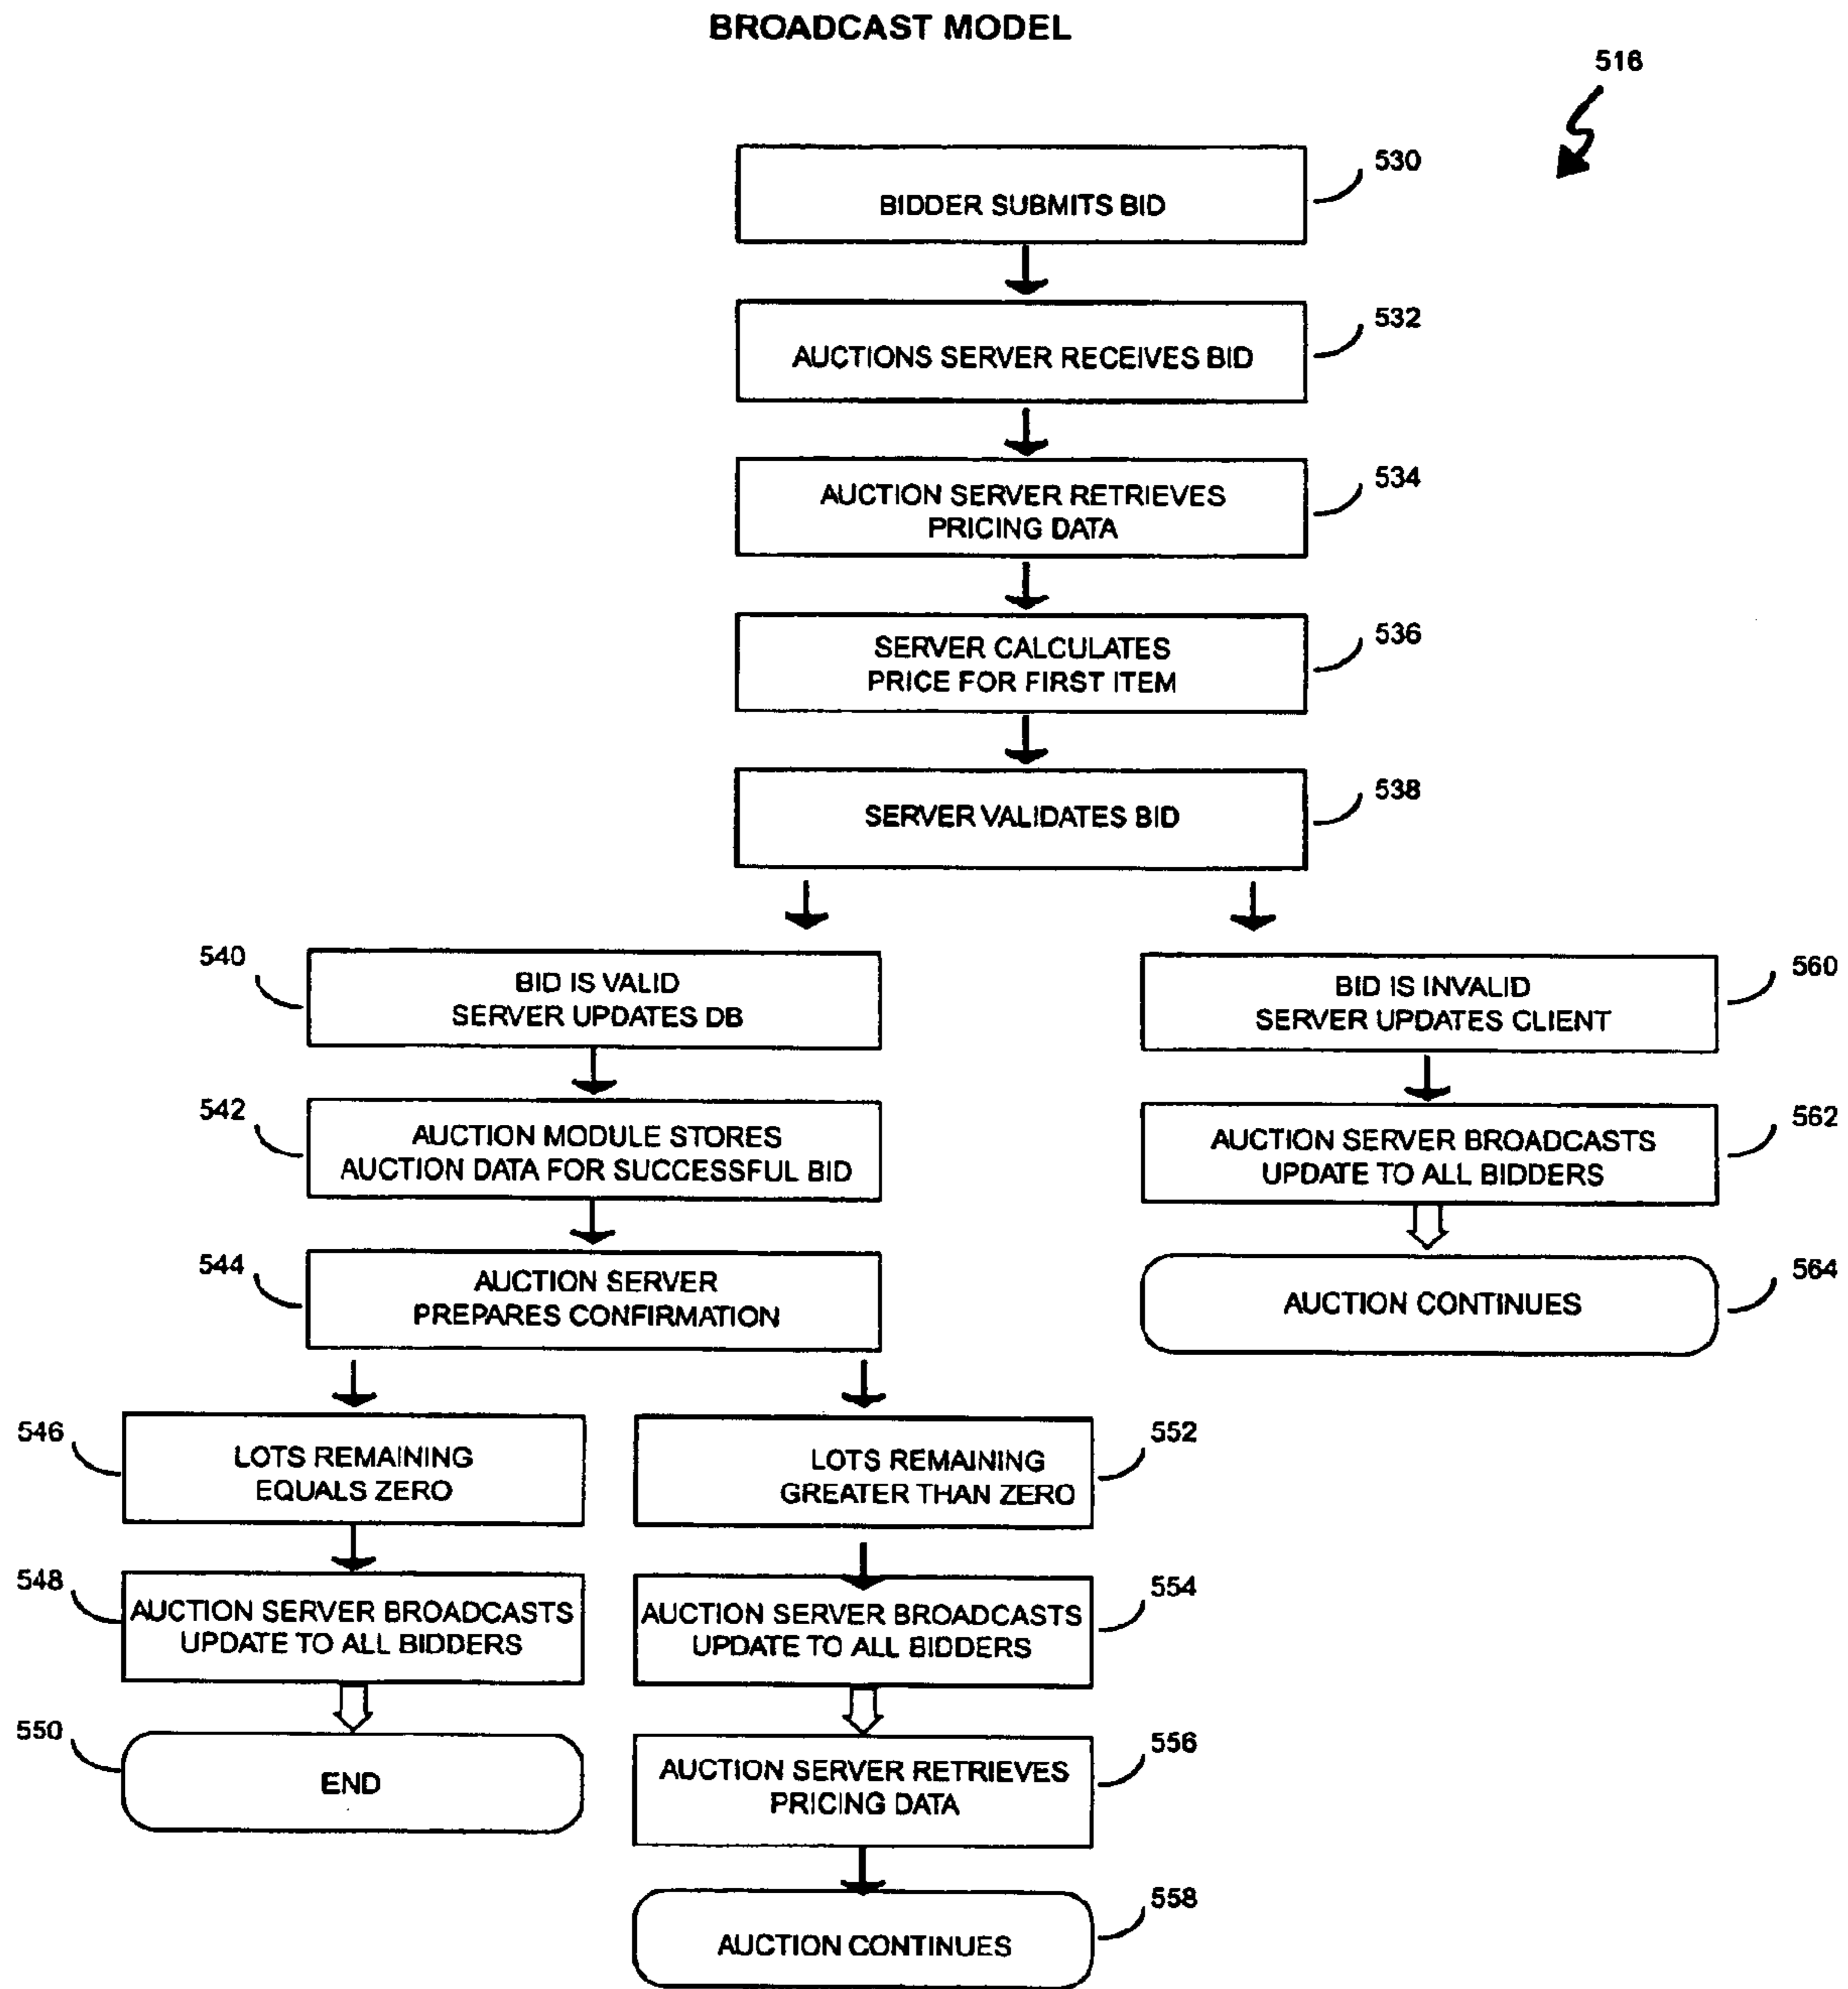 BROADCAST MODEL
516
BIDDER SUBMITS BID
530
AUCTIONS SERVER RECEIVES BID
532
AUCTION SERVER RETRIEVES
PRICING DATA
534
SERVER CALCULATES
PRICE FOR FIRST ITEM
536
SERVER VALIDATES BID
538
540
BID IS VALID
SERVER UPDATES DB
BID IS INVALID
SERVER UPDATES CLIENT
560
542
AUCTION MODULE STORES
AUCTION DATA FOR SUCCESSFUL BID
AUCTION SERVER BROADCASTS
UPDATE TO ALL BIDDERS
562
544
AUCTION SERVER
PREPARES CONFIRMATION
AUCTION CONTINUES
564
546
LOTS REMAINING
EQUALS ZERO
LOTS REMAINING
GREATER THAN ZERO
552
548
AUCTION SERVER BROADCASTS
UPDATE TO ALL BIDDERS
AUCTION SERVER BROADCASTS
UPDATE TO ALL BIDDERS
554
550
END
AUCTION SERVER RETRIEVES
PRICING DATA
556
AUCTION CONTINUES
558